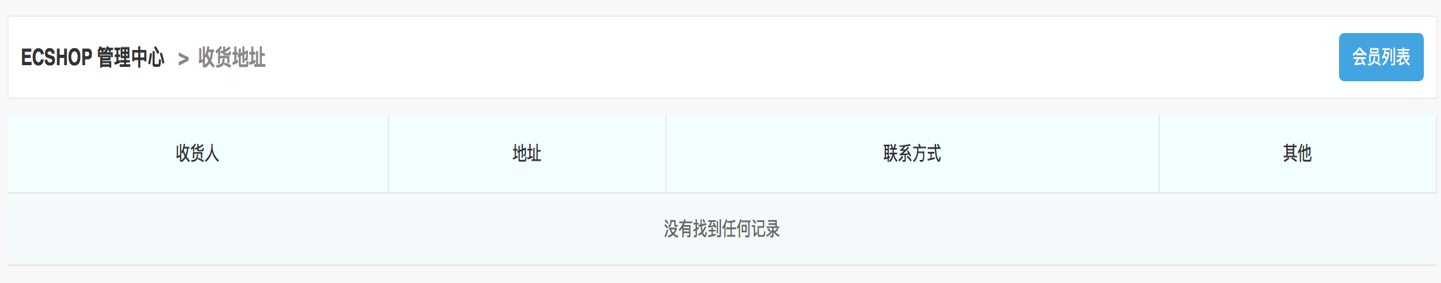 ECSHOP 管理中心 > 收货地址 会员列表
收货人 地址 联系方式 其他
没有找到任何记录